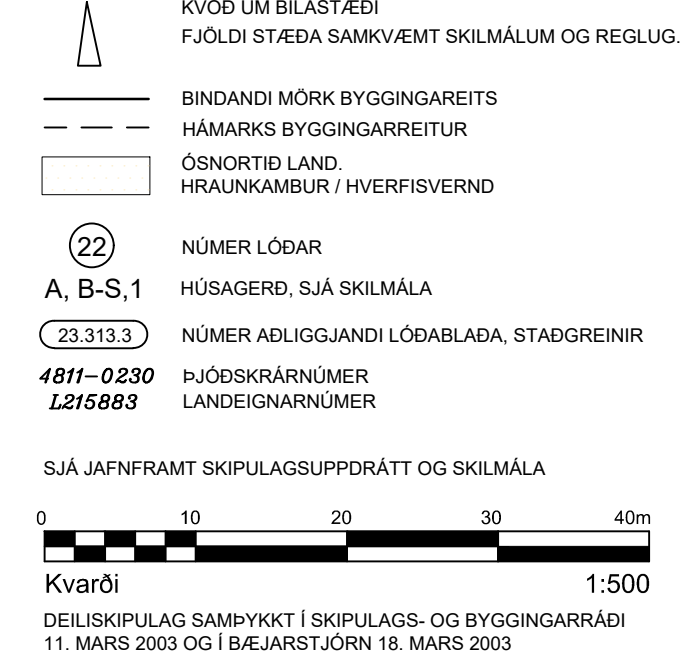 KVÖÐ UM BÍLASTÆÐI
FJÖLDI STÆÐA SAMKVÆMT SKILMÁLUM OG REGLUG.
BINDANDI MÖRK BYGGINGAREITS
HÁMARKS BYGGINGARREITUR
ÓSNORTIÐ LAND.
HRAUNKAMBUR / HVERFISVERND
22 NÚMER LÓÐAR
A, B-S,1 HÚSAGERÐ, SJÁ SKILMÁLA
23.313.3 NÚMER AÐLIGGJANDI LÓÐABLAÐA, STAÐGREINIR
4811-0230 ÞJÓÐSKRÁRNÚMER
L215883 LANDEIGNARNÚMER
SJÁ JAFNFRAMT SKIPULAGSUPPDRÁTT OG SKILMÁLA
0 10 20 30 40m
Kvarði 1:500
DEILISKIPULAG SAMÞYKKT Í SKIPULAGS- OG BYGGINGARRÁÐI
11. MARS 2003 OG Í BÆJARSTJÓRN 18. MARS 2003